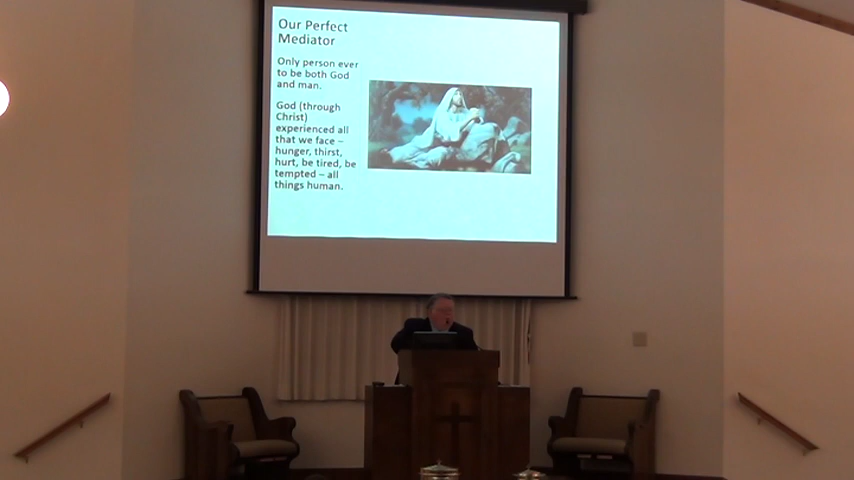 Our Perfect
Mediator
Only person ever
to be both God
and man.
God (through
Christ)
experienced all
that we face –
hunger, thirst,
hurt, be tired, be
tempted – all
things human.